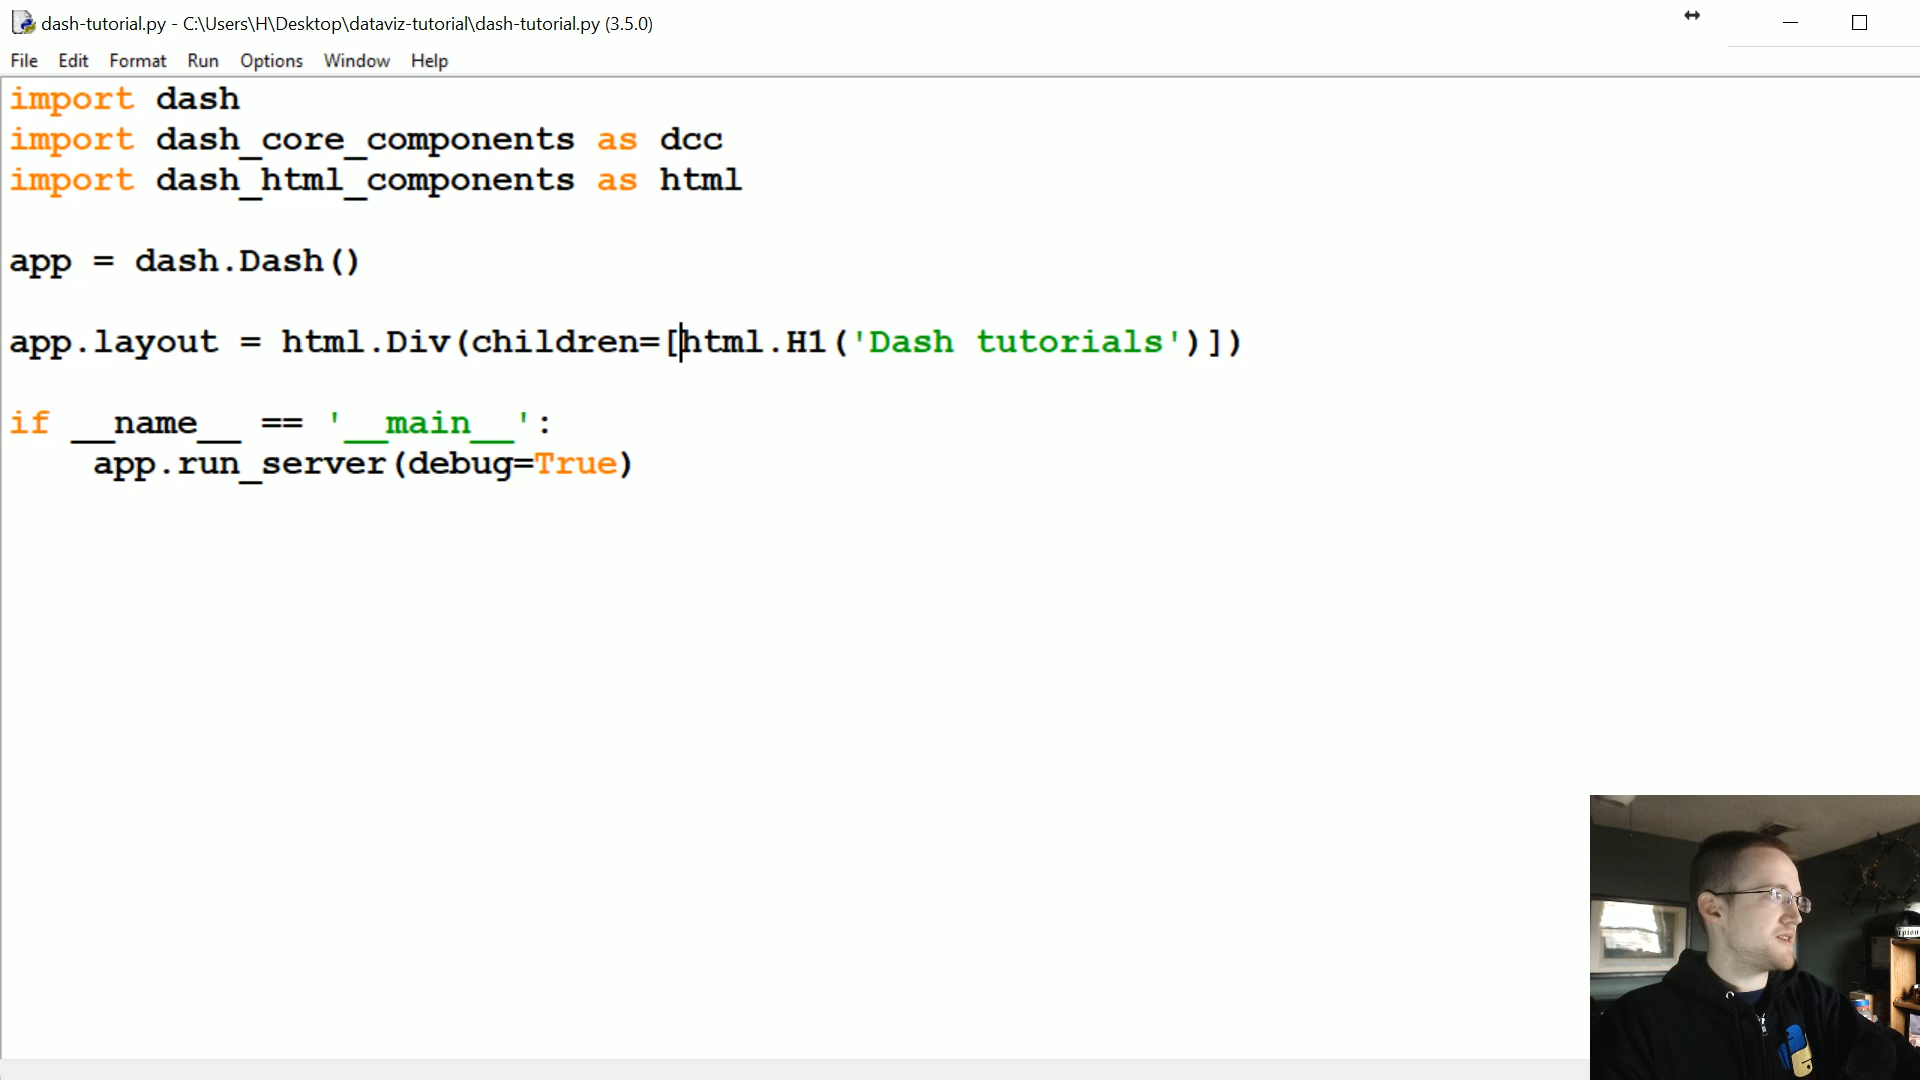 dash-tutorial.py - C:\Users\H\Desktop\dataviz-tutorial\dash-tutorial.py (3.5.0)
File Edit Format Run Options Window Help
import dash
import dash_core_components as dcc
import dash_html_components as html
app = dash.Dash()
app.layout = html.Div(children=[html.H1('Dash tutorials')])
if __name__ == '__main__':
    app.run_server(debug=True)